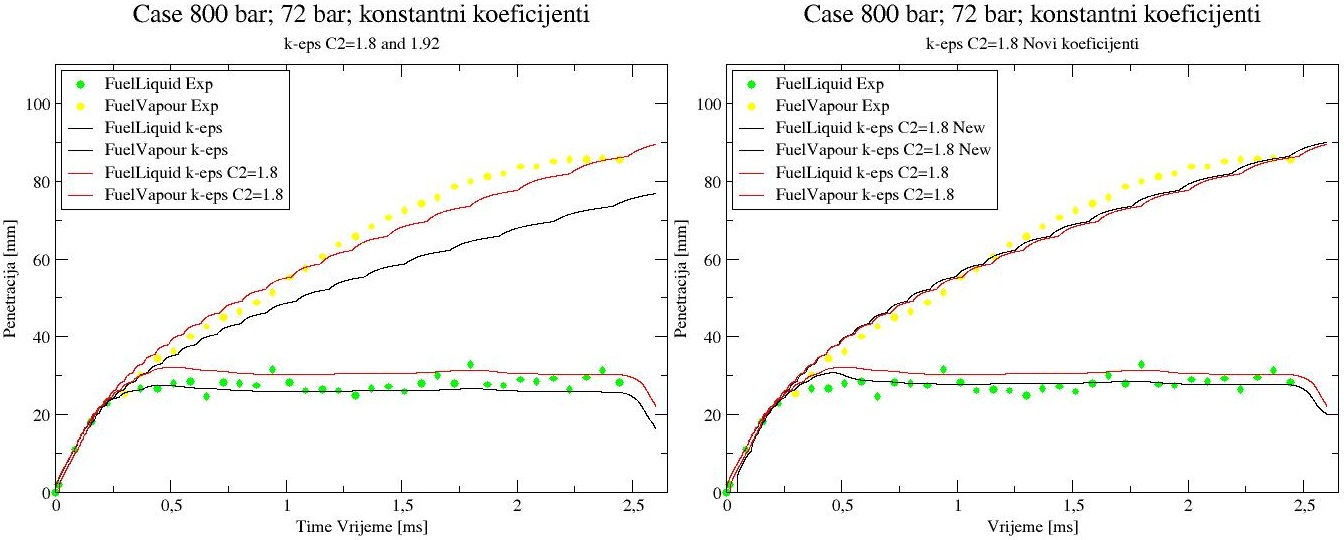 Case 800 bar; 72 bar; konstantni koeficijenti
k-eps C2=1.8 and 1.92
FuelLiquid Exp
FuelVapour Exp
FuelLiquid k-eps
FuelVapour k-eps
FuelLiquid k-eps C2=1.8
FuelVapour k-eps C2=1.8
Penetracija [mm]
100
80
60
40
20
0
0
0,5
1
1,5
2
2,5
Time Vrijeme [ms]
Case 800 bar; 72 bar; konstantni koeficijenti
k-eps C2=1.8 Novi koeficijenti
FuelLiquid Exp
FuelVapour Exp
FuelLiquid k-eps C2=1.8 New
FuelVapour k-eps C2=1.8 New
FuelLiquid k-eps C2=1.8
FuelVapour k-eps C2=1.8
Penetracija [mm]
100
80
60
40
20
0
0
0,5
1
1,5
2
2,5
Vrijeme [ms]